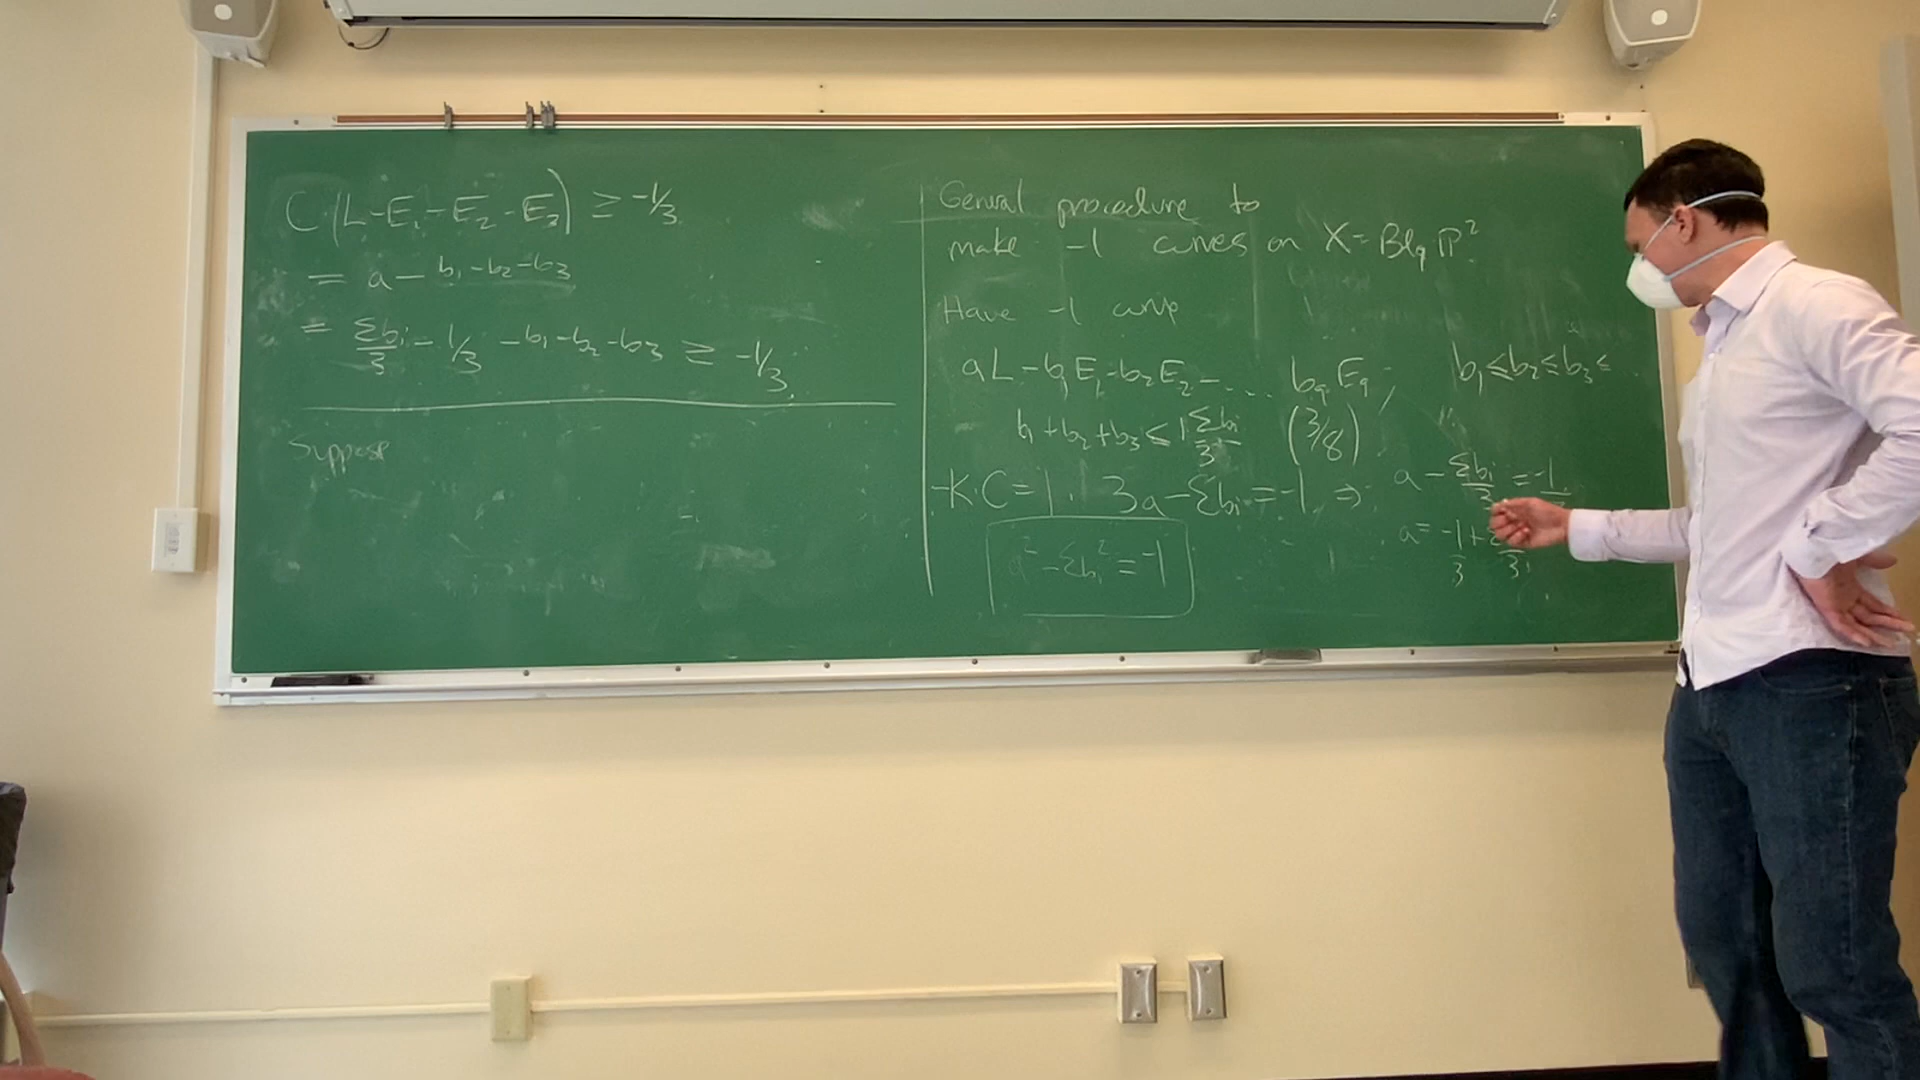 C(L-E₁-E₂-E₃) ≥ -1/3
= a - b₁-b₂-b₃
= Σbᵢ/3 - 1/3 - b₁-b₂-b₃ ≥ -1/3
Suppose
General procedure to
make -1 curves on X = Bl₉ ℙ²
Have -1 curve
aL - b₁E₁ - b₂E₂ - ... b₉E₉, b₁≤b₂≤b₃≤
b₁+b₂+b₃ ≤ 1 Σbᵢ/3 (3/8)
-K·C = 1. 3a - Σbᵢ = -1 ⇒ a - Σbᵢ/3 = -1
a² - Σbᵢ² = -1
a = -1/3 +